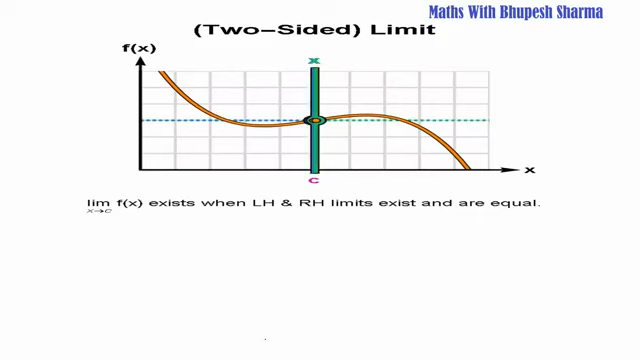 Maths With Bhupesh Sharma
(Two-Sided) Limit
f(x)
x
x
c
lim f(x) exists when LH & RH limits exist and are equal.
x→c